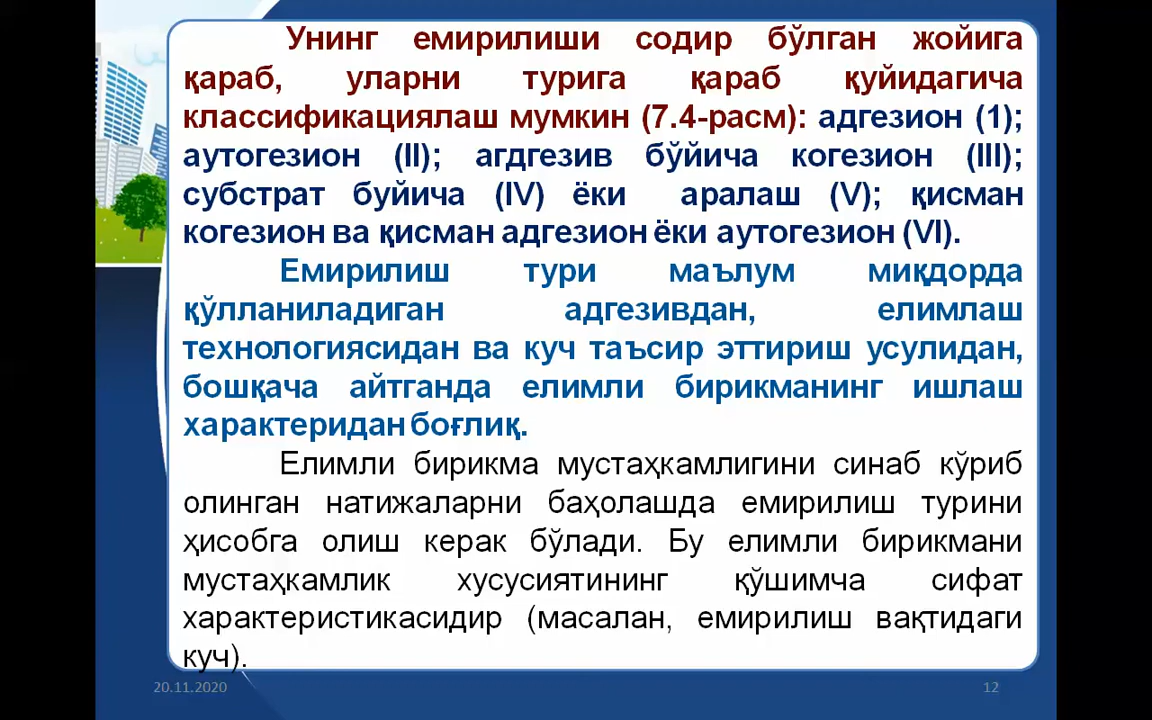 Унинг емирилиши содир бўлган жойига
қараб, уларни турига қараб қуйидагича
классификациялаш мумкин (7.4-расм): адгезион (1);
аутогезион (II); агдгезив бўйича когезион (III);
субстрат буйича (IV) ёки аралаш (V); қисман
когезион ва қисман адгезион ёки аутогезион (VI).
Емирилиш тури маълум миқдорда
қўлланиладиган адгезивдан, елимлаш
технологиясидан ва куч таъсир эттириш усулидан,
бошқача айтганда елимли бирикманинг ишлаш
характеридан боғлиқ.
Елимли бирикма мустаҳкамлигини синаб кўриб
олинган натижаларни баҳолашда емирилиш турини
ҳисобга олиш керак бўлади. Бу елимли бирикмани
мустаҳкамлик хусусиятининг қўшимча сифат
характеристикасидир (масалан, емирилиш вақтидаги
куч).
20.11.2020 12